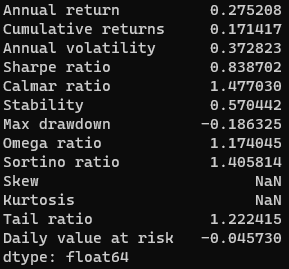 Annual return          0.275208
Cumulative returns     0.171417
Annual volatility      0.372823
Sharpe ratio           0.838702
Calmar ratio           1.477030
Stability              0.570442
Max drawdown          -0.186325
Omega ratio            1.174045
Sortino ratio          1.405814
Skew                        NaN
Kurtosis                    NaN
Tail ratio             1.222415
Daily value at risk   -0.045730
dtype: float64